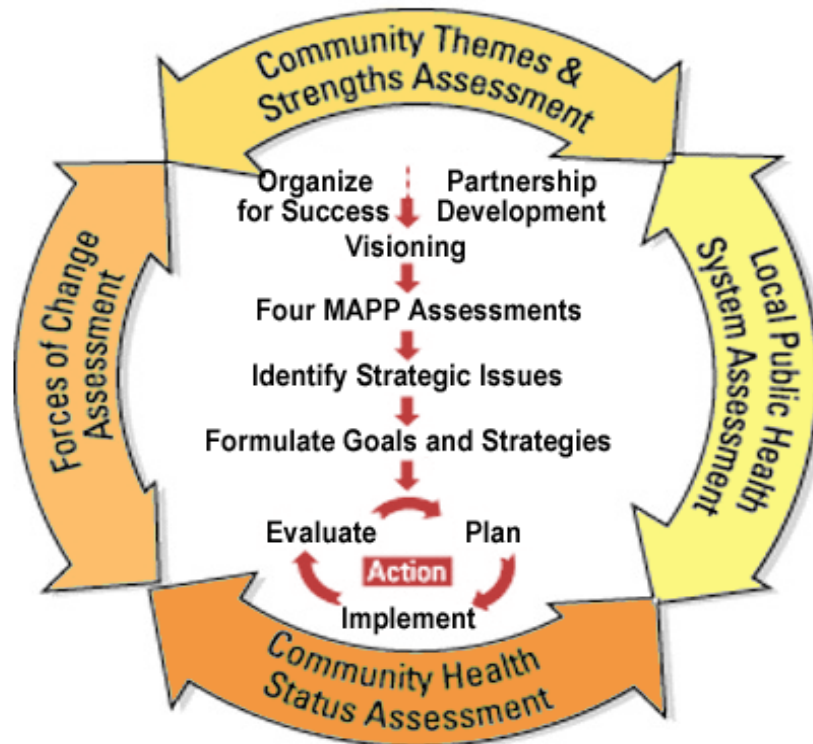 Community Themes &
Strengths Assessment
Organize
for Success
Partnership
Development
Visioning
Four MAPP Assessments
Identify Strategic Issues
Formulate Goals and Strategies
Evaluate
Plan
Action
Implement
Forces of Change
Assessment
Local Public Health
System Assessment
Community Health
Status Assessment